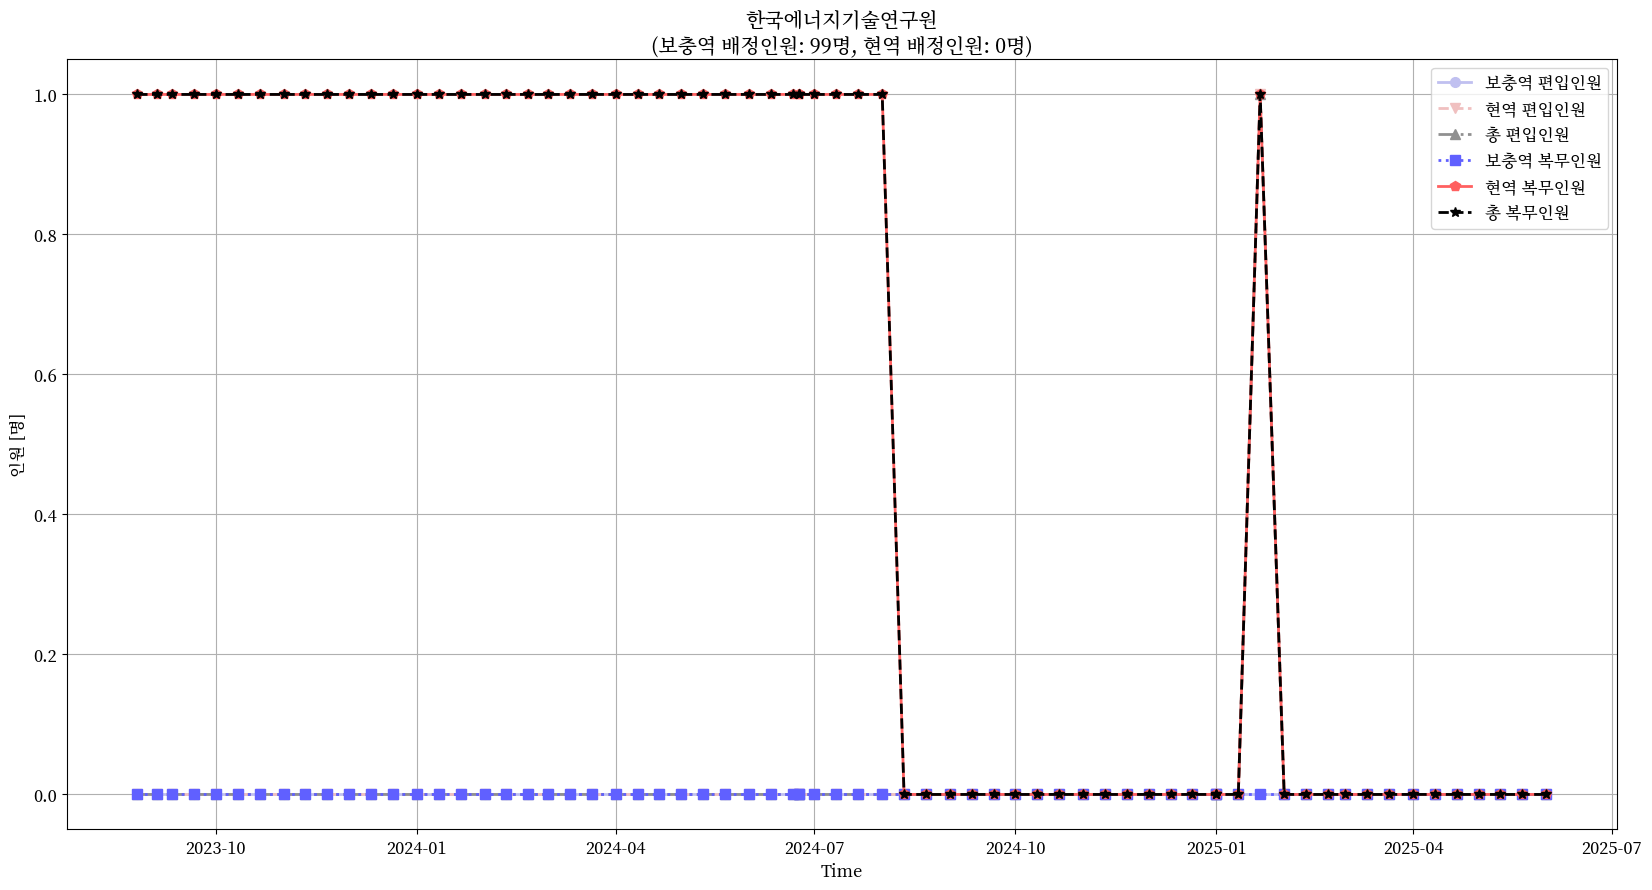 한국에너지기술연구원
(보충역 배정인원: 99명, 현역 배정인원: 0명)
보충역 편입인원
현역 편입인원
총 편입인원
보충역 복무인원
현역 복무인원
총 복무인원
1.0
0.8
0.6
0.4
0.2
0.0
인원 [명]
2023-10
2024-01
2024-04
2024-07
2024-10
2025-01
2025-04
2025-07
Time